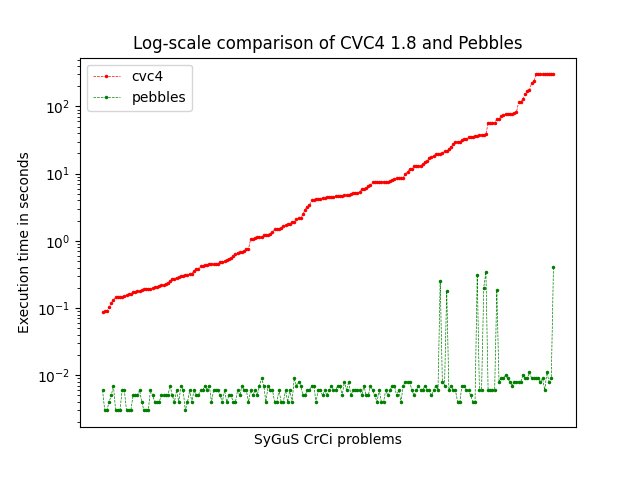 Log-scale comparison of CVC4 1.8 and Pebbles
cvc4
pebbles
10²
10¹
10⁰
10⁻¹
10⁻²
Execution time in seconds
SyGuS CrCi problems